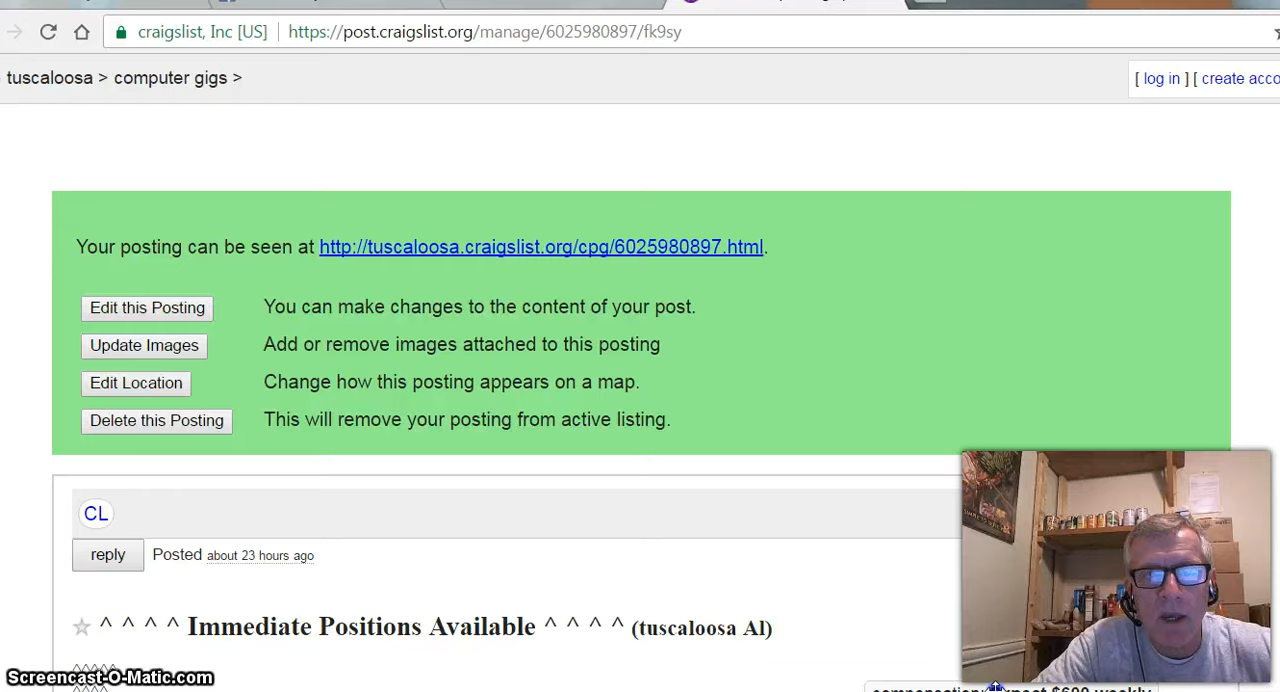 craigslist, Inc [US] https://post.craigslist.org/manage/6025980897/fk9sy
tuscaloosa > computer gigs >
[ log in ] [ create acco
Your posting can be seen at http://tuscaloosa.craigslist.org/cpg/6025980897.html.
Edit this Posting You can make changes to the content of your post.
Update Images Add or remove images attached to this posting
Edit Location Change how this posting appears on a map.
Delete this Posting This will remove your posting from active listing.
CL
reply Posted about 23 hours ago
☆ ^ ^ ^ ^ Immediate Positions Available ^ ^ ^ ^ (tuscaloosa Al)
Screencast-O-Matic.com
$600 weekly